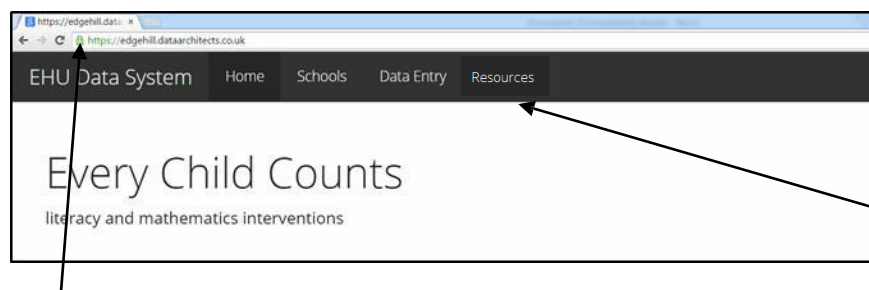 https://edgehill.data
https://edgehill.dataarchitects.co.uk
EHU Data System Home Schools Data Entry Resources
Every Child Counts
literacy and mathematics interventions